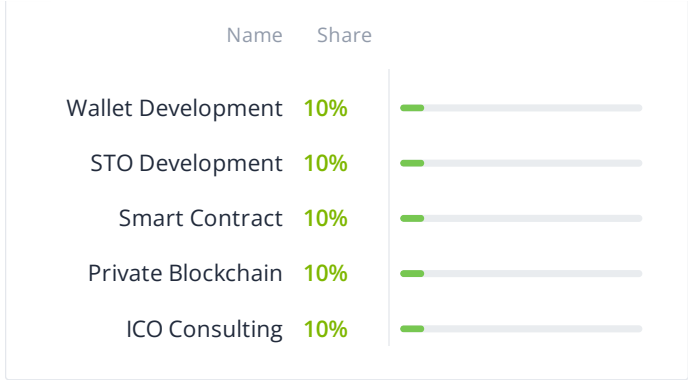 Name Share
Wallet Development 10%
STO Development 10%
Smart Contract 10%
Private Blockchain 10%
ICO Consulting 10%